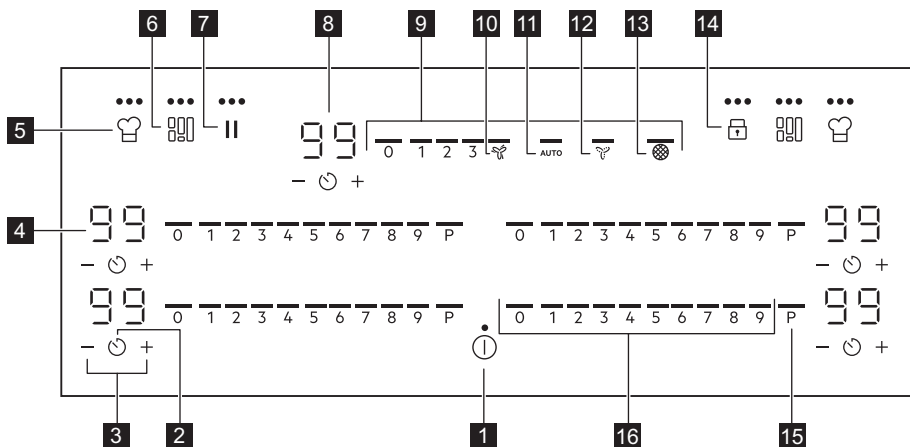 6 7 8 9 10 11 12 13 14
5
99 0 1 2 3 AUTO
− +
4 99 0 1 2 3 4 5 6 7 8 9 P 0 1 2 3 4 5 6 7 8 9 P 99
− + − +
99 0 1 2 3 4 5 6 7 8 9 P 0 1 2 3 4 5 6 7 8 9 P 99
− + − +
3 2 1 16 15